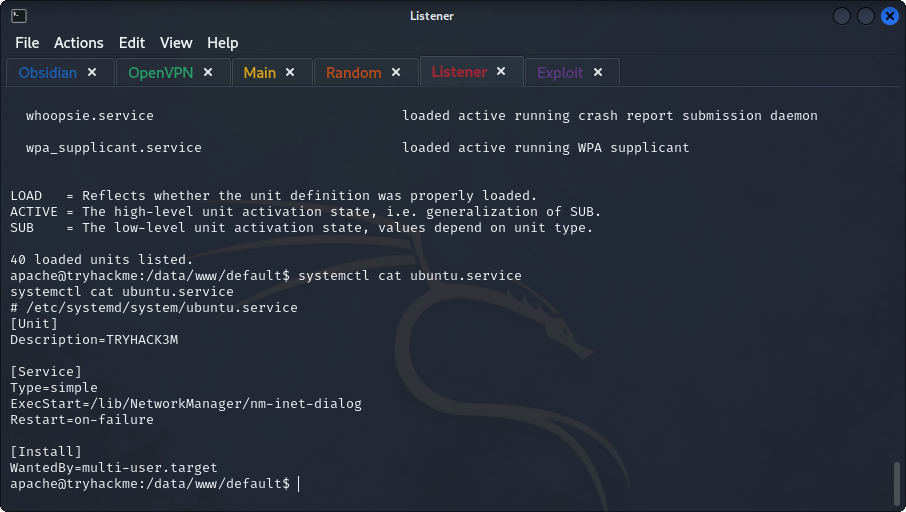 Listener
File Actions Edit View Help
Obsidian × OpenVPN × Main × Random × Listener × Exploit ×
whoopsie.service loaded active running crash report submission daemon
wpa_supplicant.service loaded active running WPA supplicant
LOAD = Reflects whether the unit definition was properly loaded.
ACTIVE = The high-level unit activation state, i.e. generalization of SUB.
SUB = The low-level unit activation state, values depend on unit type.
40 loaded units listed.
apache@tryhackme:/data/www/default$ systemctl cat ubuntu.service
systemctl cat ubuntu.service
# /etc/systemd/system/ubuntu.service
[Unit]
Description=TRYHACK3M
[Service]
Type=simple
ExecStart=/lib/NetworkManager/nm-inet-dialog
Restart=on-failure
[Install]
WantedBy=multi-user.target
apache@tryhackme:/data/www/default$